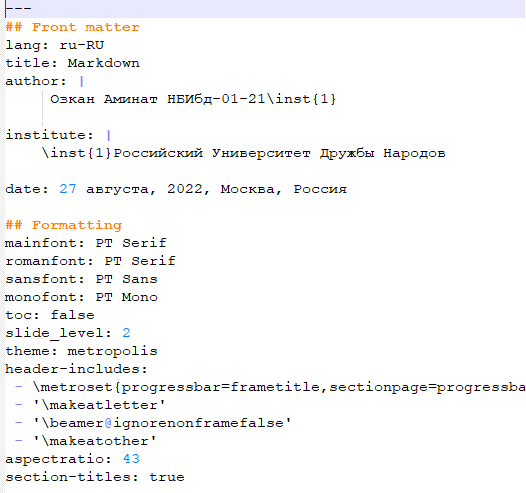 ---
## Front matter
lang: ru-RU
title: Markdown
author: |
Озкан Аминат НБИбд-01-21\inst{1}
institute: |
\inst{1}Российский Университет Дружбы Народов
date: 27 августа, 2022, Москва, Россия
## Formatting
mainfont: PT Serif
romanfont: PT Serif
sansfont: PT Sans
monofont: PT Mono
toc: false
slide_level: 2
theme: metropolis
header-includes:
- \metroset{progressbar=frametitle,sectionpage=progressba
- '\makeatletter'
- '\beamer@ignorenonframefalse'
- '\makeatother'
aspectratio: 43
section-titles: true